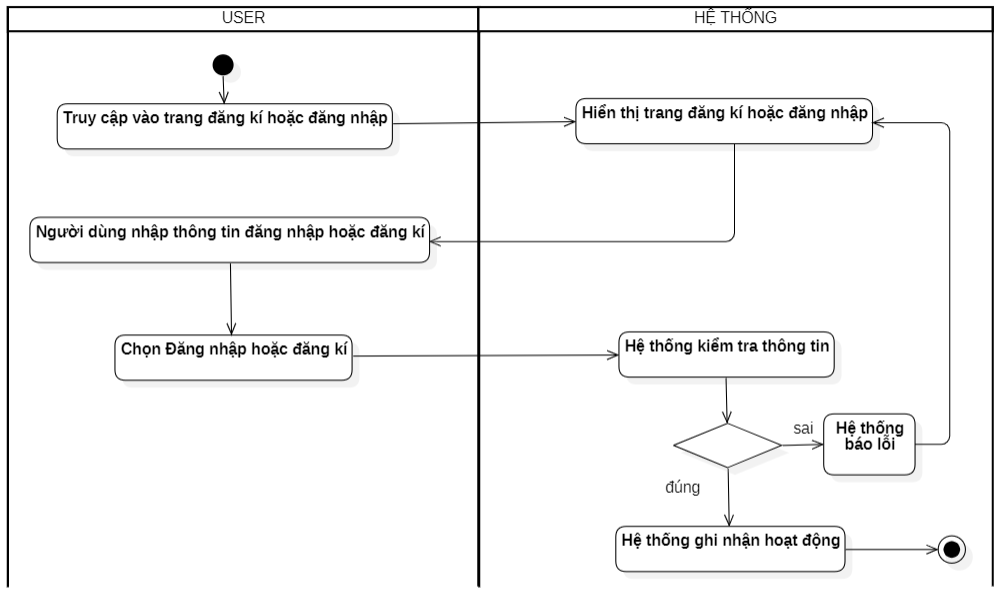 USER
HỆ THỐNG
Truy cập vào trang đăng kí hoặc đăng nhập
Hiển thị trang đăng kí hoặc đăng nhập
Người dùng nhập thông tin đăng nhập hoặc đăng kí
Chọn Đăng nhập hoặc đăng kí
Hệ thống kiểm tra thông tin
sai
Hệ thống
báo lỗi
đúng
Hệ thống ghi nhận hoạt động